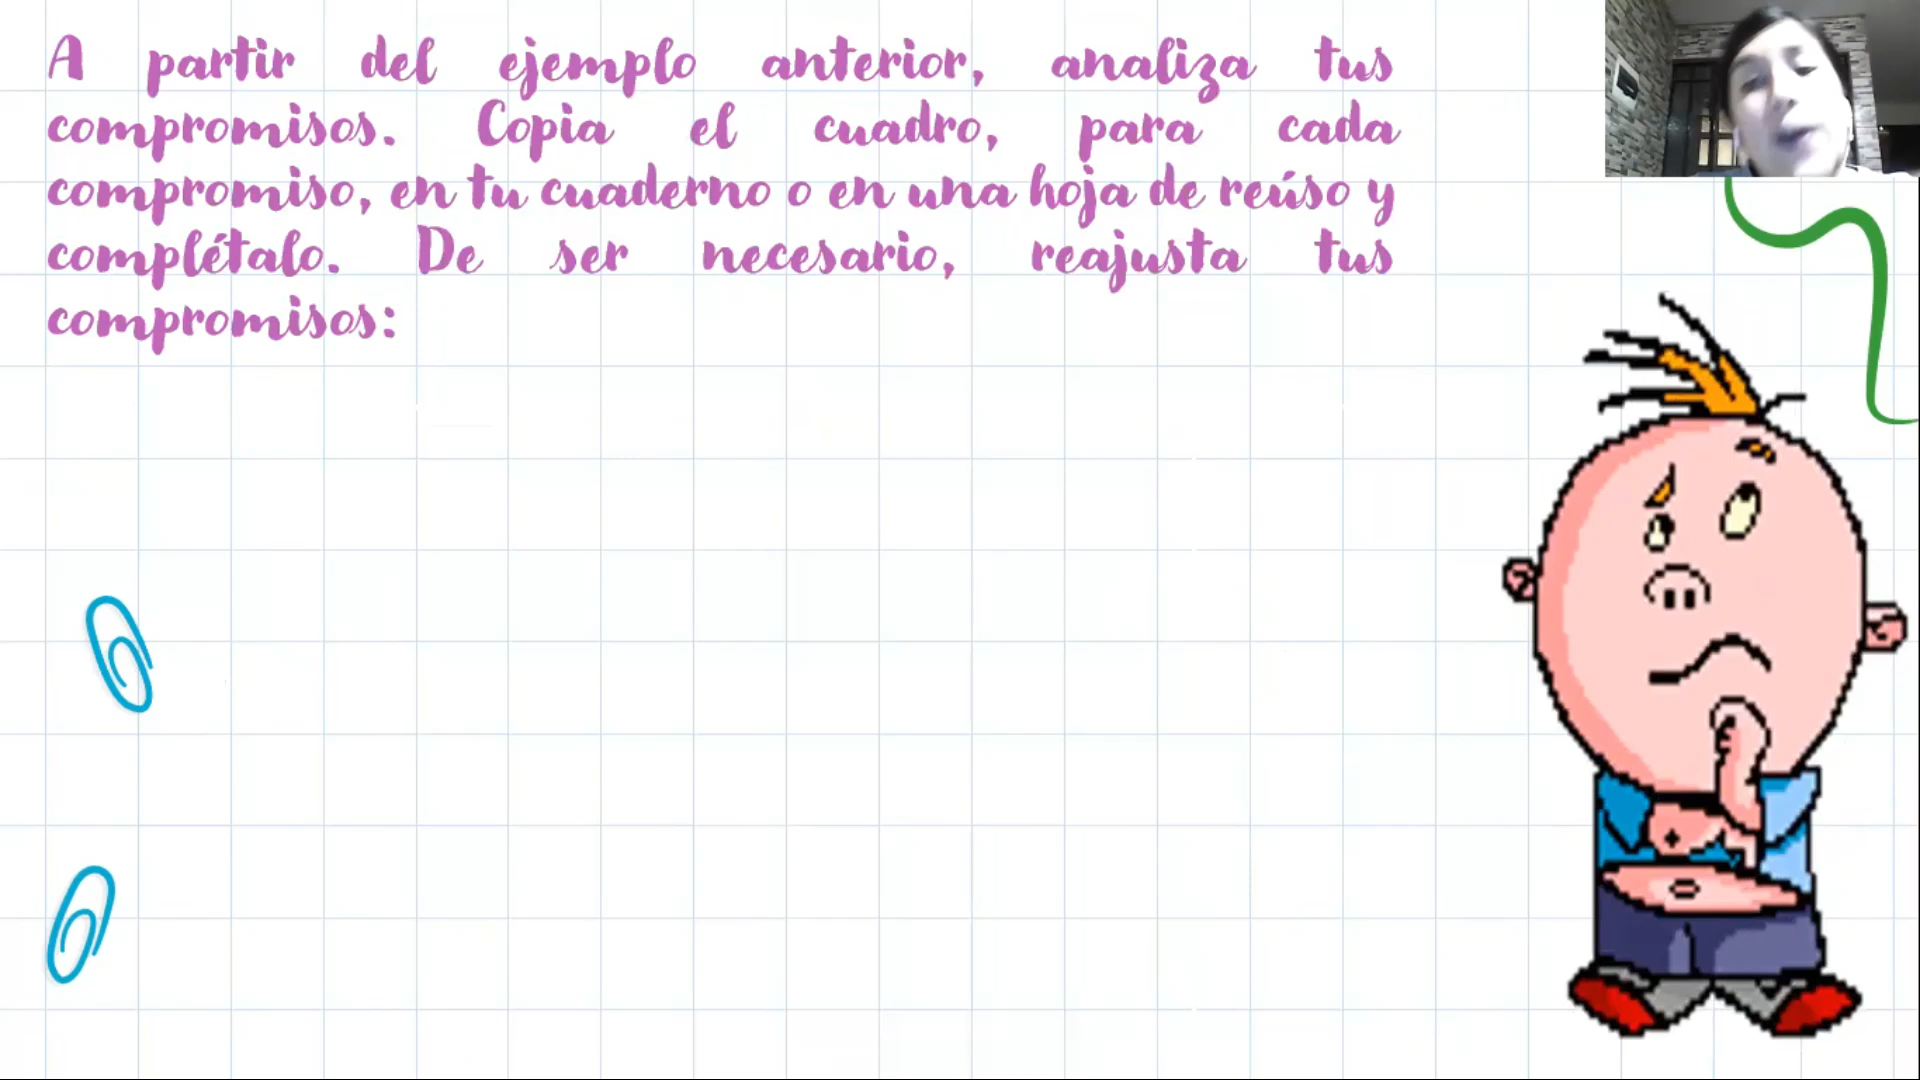 A partir del ejemplo anterior, analiza tus
compromisos. Copia el cuadro, para cada
compromiso, en tu cuaderno o en una hoja de reúso y
complétalo. De ser necesario, reajusta tus
compromisos: